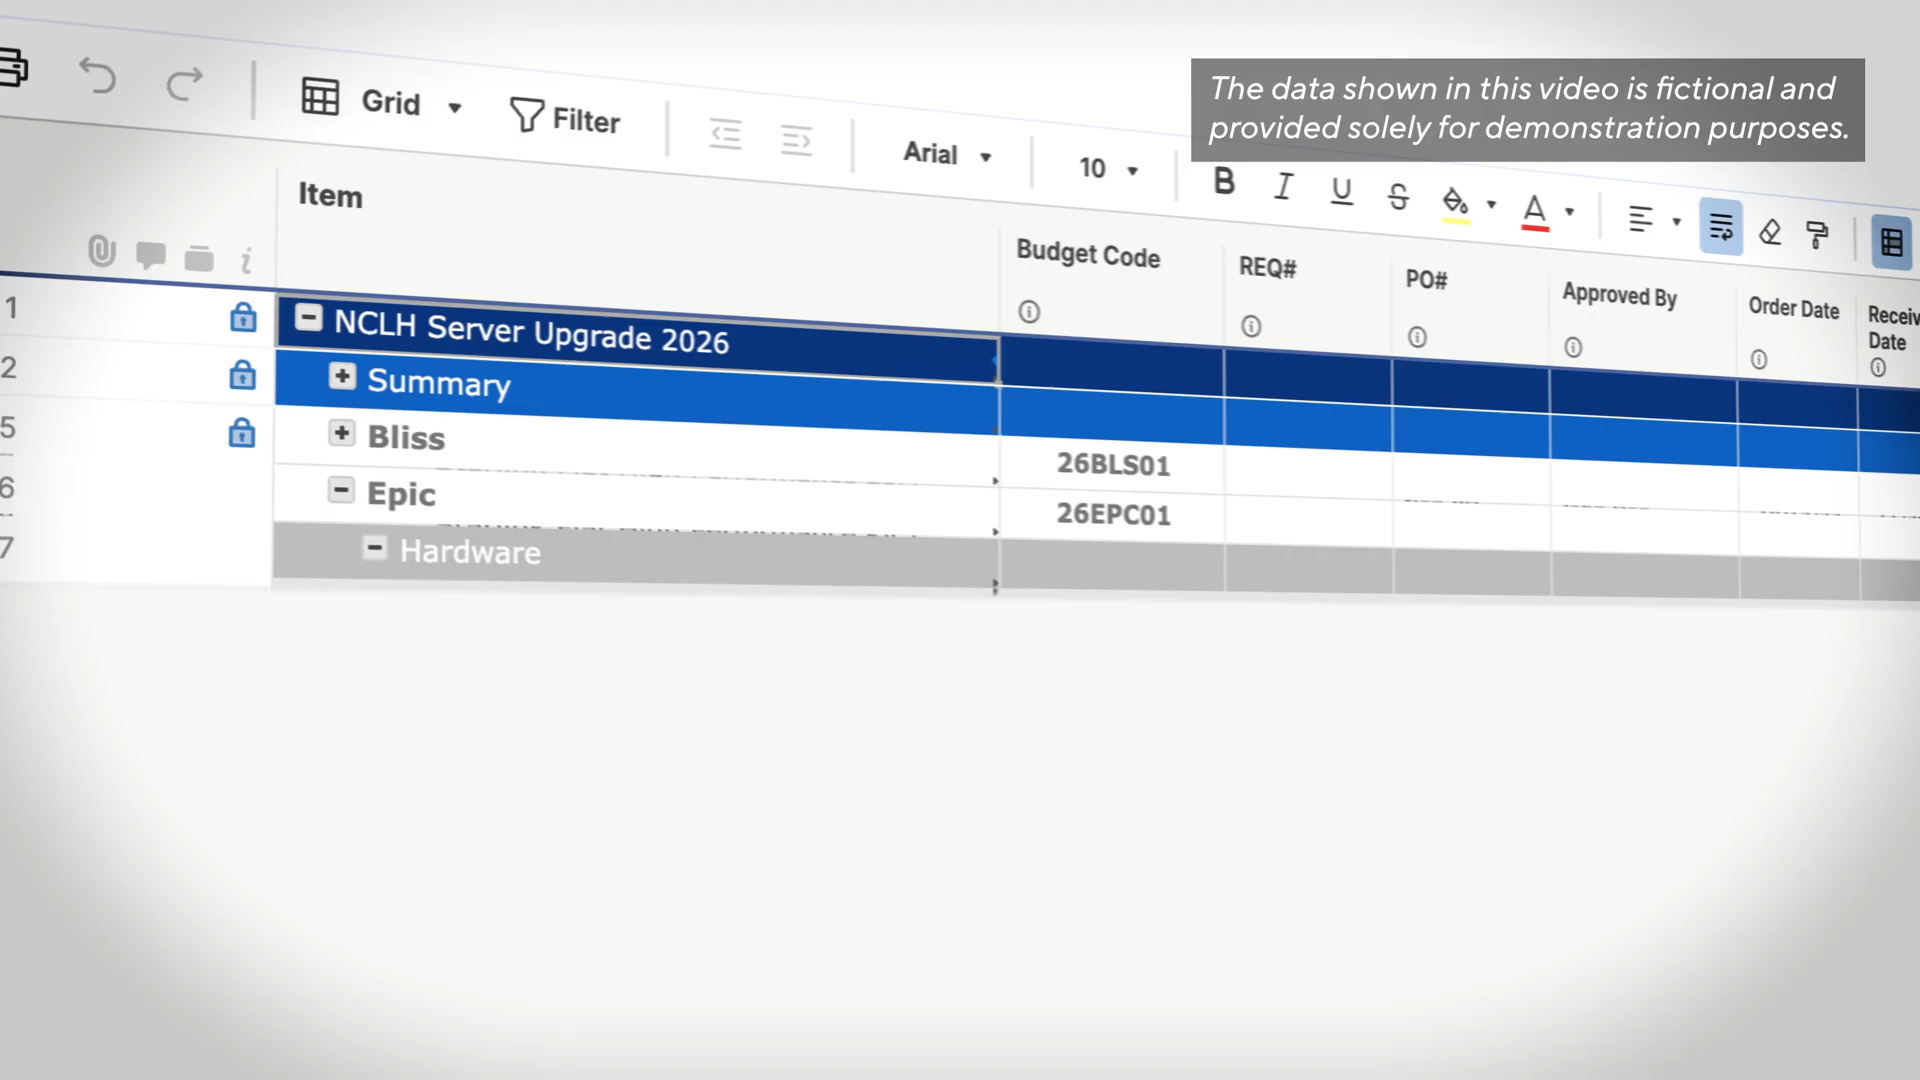 The data shown in this video is fictional and
provided solely for demonstration purposes.
Grid
Filter
Arial
10
B
I
U
S
A
Item
Budget Code
REQ#
PO#
Approved By
Order Date
Date
1
NCLH Server Upgrade 2026
2
Summary
5
Bliss
26BLS01
6
Epic
26EPC01
7
Hardware